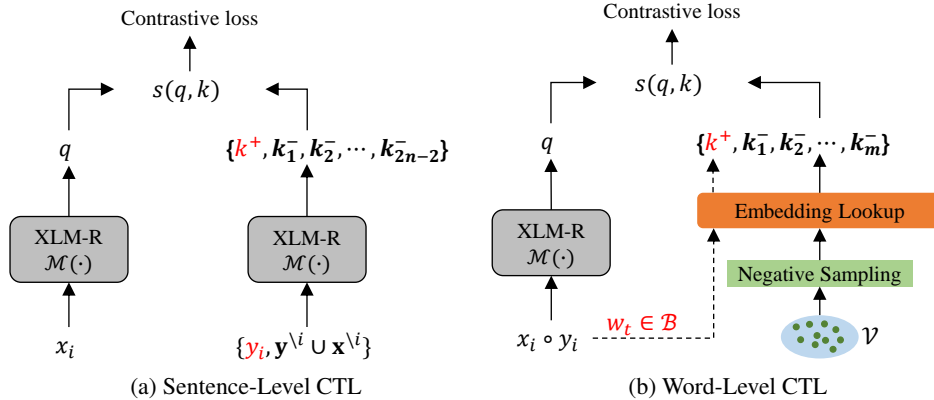 Contrastive loss
s(q, k)
q
{k⁺, k₁⁻, k₂⁻, ⋯, k₂ₙ₋₂⁻}
XLM-R
ℳ(·)
XLM-R
ℳ(·)
xᵢ
{yᵢ, y\ⁱ ∪ x\ⁱ}
(a) Sentence-Level CTL
Contrastive loss
s(q, k)
q
{k⁺, k₁⁻, k₂⁻, ⋯, kₘ⁻}
XLM-R
ℳ(·)
Embedding Lookup
Negative Sampling
xᵢ ∘ yᵢ
wₜ ∈ ℬ
𝒱
(b) Word-Level CTL